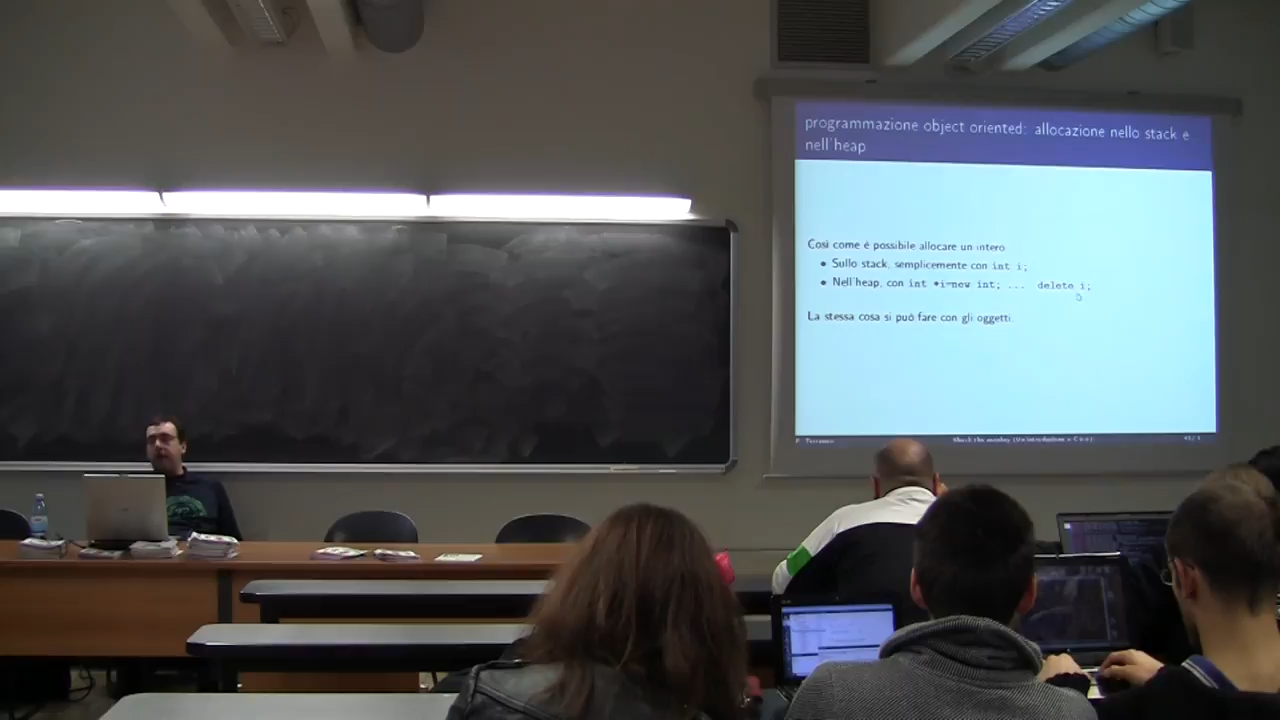 programmazione object oriented: allocazione nello stack e
nell'heap
Così come è possibile allocare un intero
• Sullo stack, semplicemente con int i;
• Nell'heap, con int *i=new int; ... delete i;
La stessa cosa si può fare con gli oggetti.